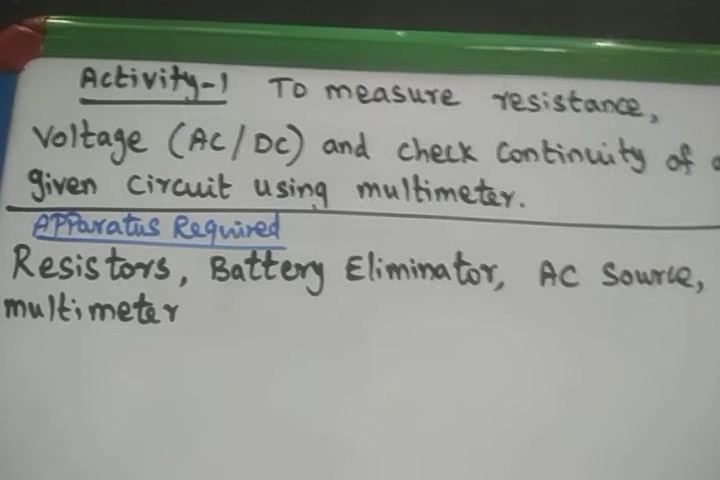 Activity-1 To measure resistance,
Voltage (AC/DC) and check Continuity of a
given circuit using multimeter.
Apparatus Required
Resistors, Battery Eliminator, AC Source,
multimeter